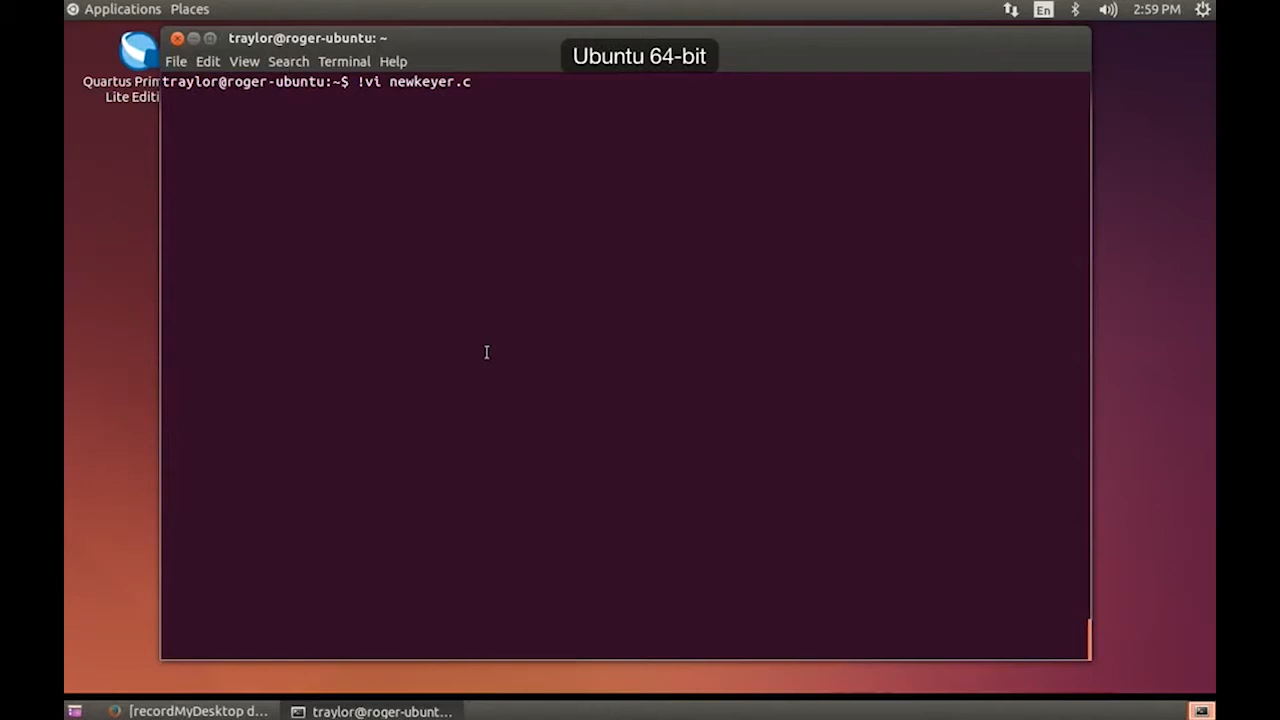 Applications Places
En 2:59 PM
traylor@roger-ubuntu: ~
Ubuntu 64-bit
File Edit View Search Terminal Help
Quartus Prim
Lite Editi
traylor@roger-ubuntu:~$ !vi newkeyer.c
[recordMyDesktop d... traylor@roger-ubunt...